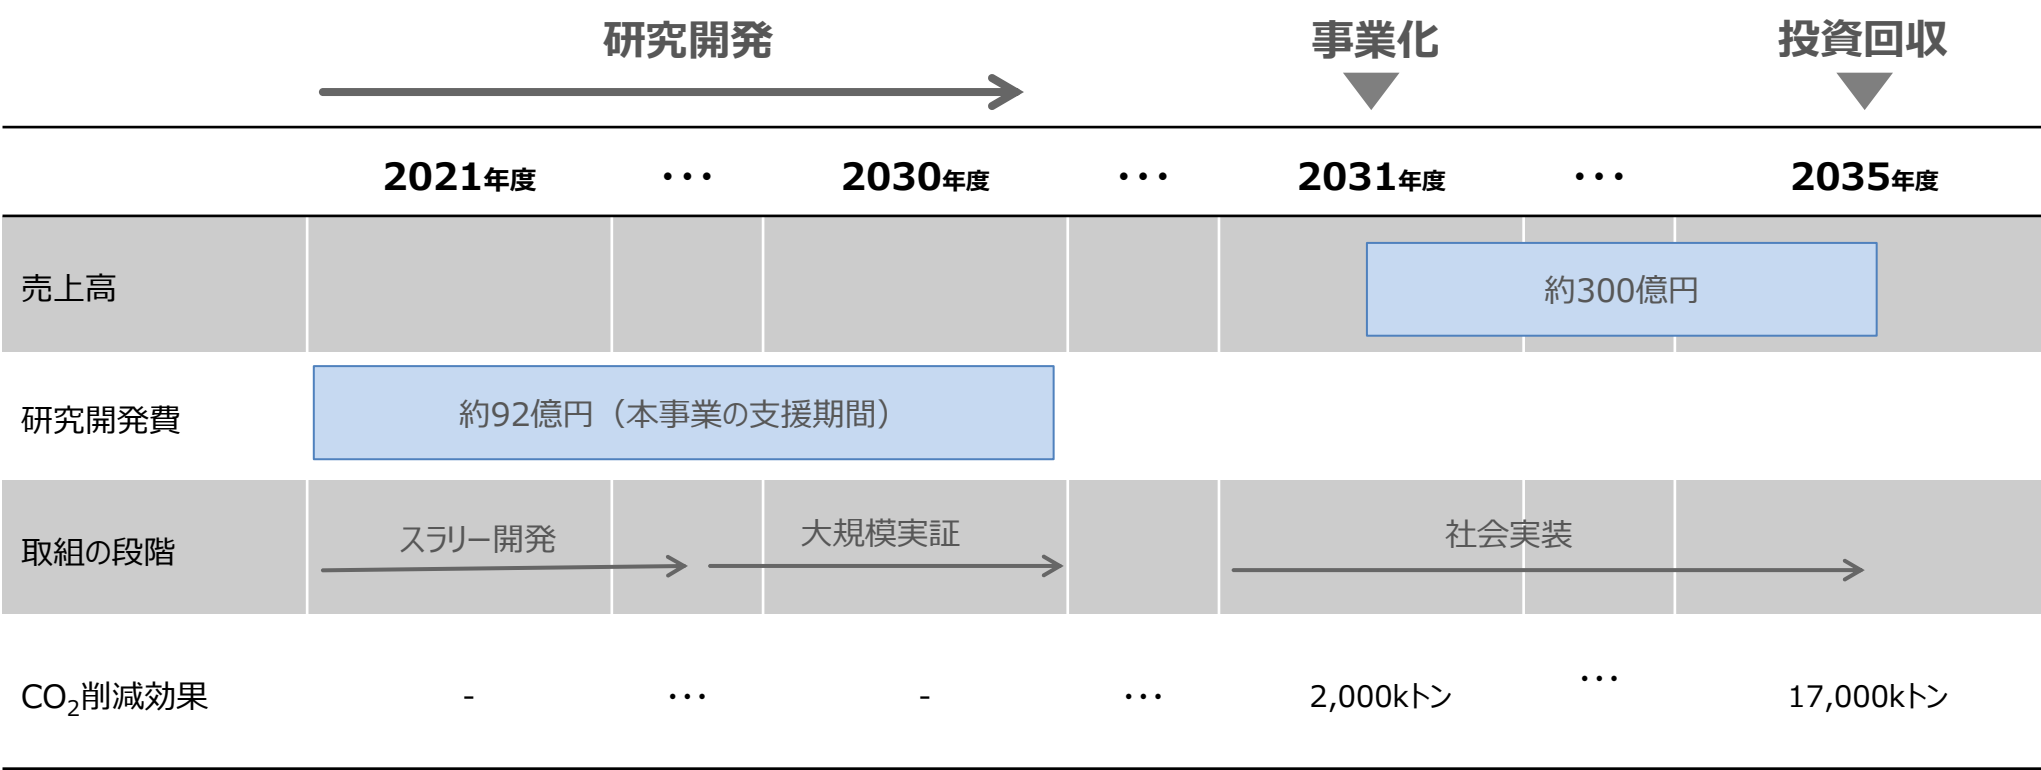 研究開発 事業化 投資回収
2021年度 ・・・ 2030年度 ・・・ 2031年度 ・・・ 2035年度
売上高 約300億円
研究開発費 約92億円（本事業の支援期間）
取組の段階 スラリー開発 大規模実証 社会実装
CO₂削減効果 - ・・・ - ・・・ 2,000kトン ・・・ 17,000kトン